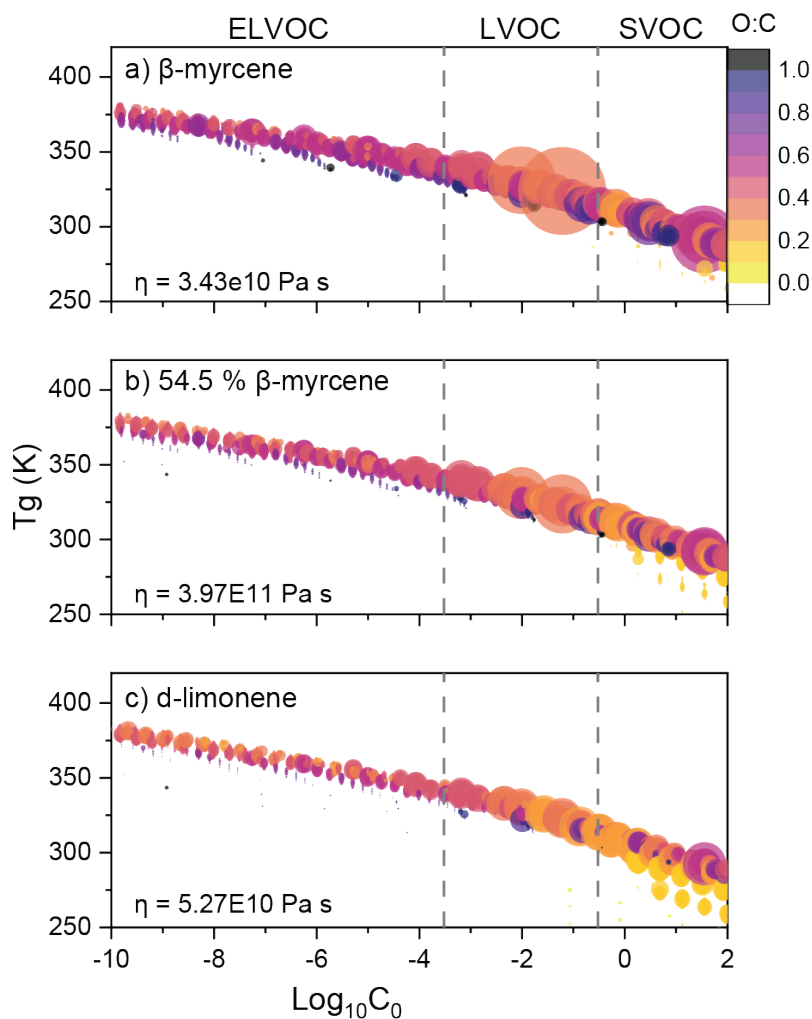 ELVOC LVOC SVOC O:C
a) β-myrcene
400
350
300
250
η = 3.43e10 Pa s
1.0
0.8
0.6
0.4
0.2
0.0
b) 54.5 % β-myrcene
400
350
300
250
η = 3.97E11 Pa s
Tg (K)
c) d-limonene
400
350
300
250
η = 5.27E10 Pa s
-10 -8 -6 -4 -2 0 2
Log10C0